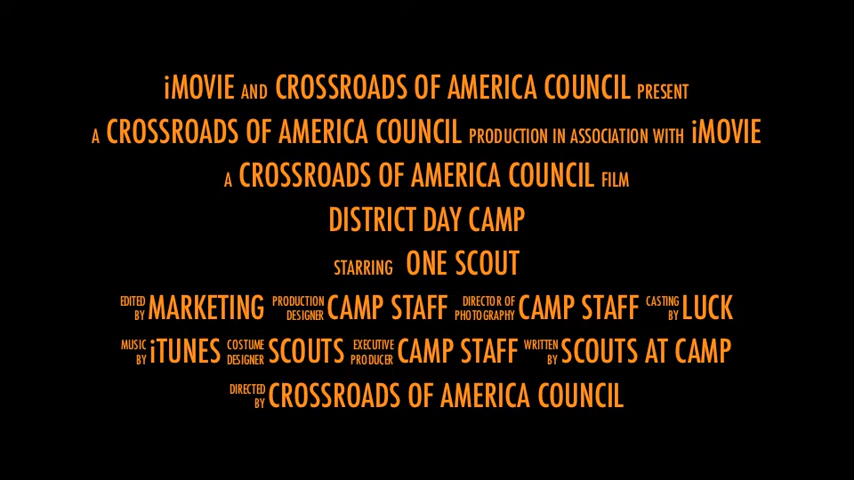 iMOVIE AND CROSSROADS OF AMERICA COUNCIL PRESENT
A CROSSROADS OF AMERICA COUNCIL PRODUCTION IN ASSOCIATION WITH iMOVIE
A CROSSROADS OF AMERICA COUNCIL FILM
DISTRICT DAY CAMP
STARRING ONE SCOUT
EDITED BY MARKETING PRODUCTION DESIGNER CAMP STAFF DIRECTOR OF PHOTOGRAPHY CAMP STAFF CASTING BY LUCK
MUSIC BY iTUNES COSTUME DESIGNER SCOUTS EXECUTIVE PRODUCER CAMP STAFF WRITTEN BY SCOUTS AT CAMP
DIRECTED BY CROSSROADS OF AMERICA COUNCIL